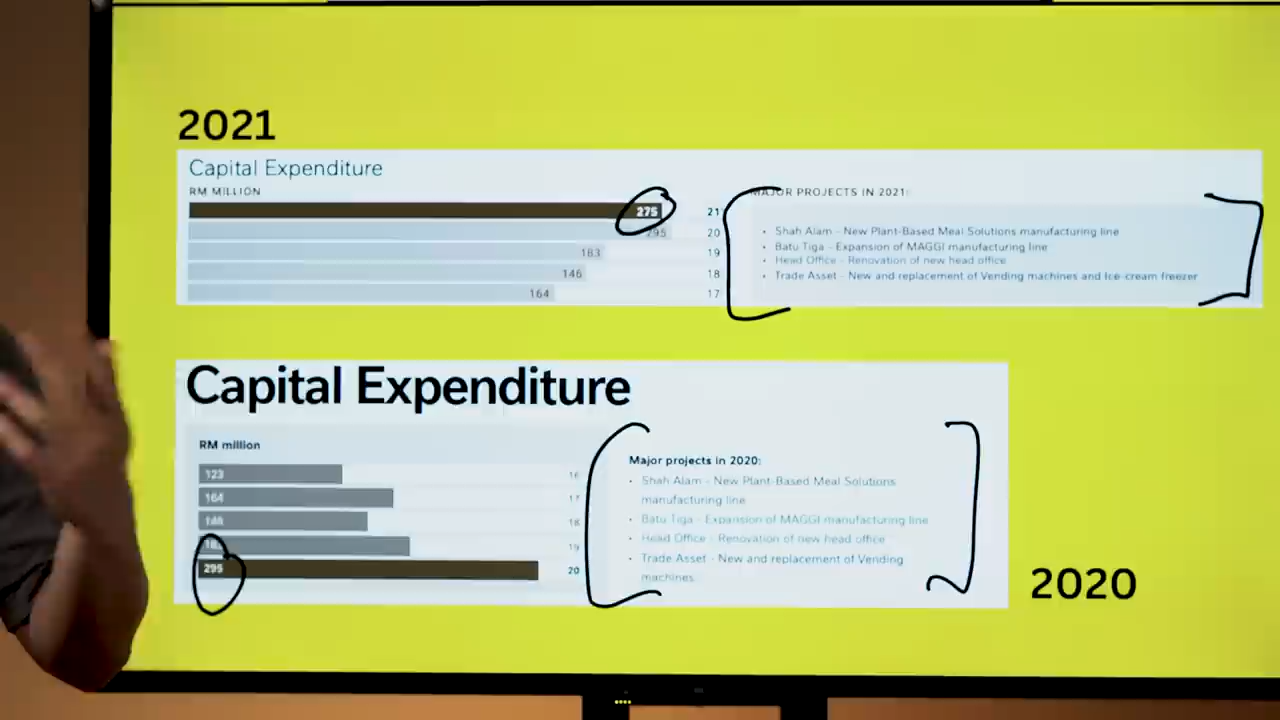 2021
Capital Expenditure
RM MILLION
275 21
295 20
183 19
146 18
164 17
MAJOR PROJECTS IN 2021:
• Shah Alam - New Plant-Based Meal Solutions manufacturing line
• Batu Tiga - Expansion of MAGGI manufacturing line
• Head Office - Renovation of new head office
• Trade Asset - New and replacement of Vending machines and Ice-cream freezer
Capital Expenditure
RM million
123 16
164 17
146 18
19
295 20
Major projects in 2020:
• Shah Alam - New Plant-Based Meal Solutions
manufacturing line
• Batu Tiga - Expansion of MAGGI manufacturing line
• Head Office - Renovation of new head office
• Trade Asset - New and replacement of Vending
machines
2020